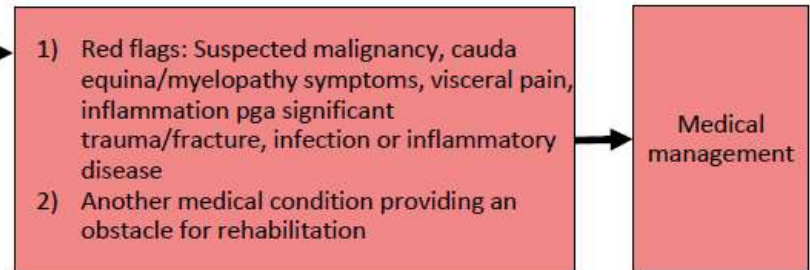 1) Red flags: Suspected malignancy, cauda
equina/myelopathy symptoms, visceral pain,
inflammation pga significant
trauma/fracture, infection or inflammatory
disease
2) Another medical condition providing an
obstacle for rehabilitation
Medical
management